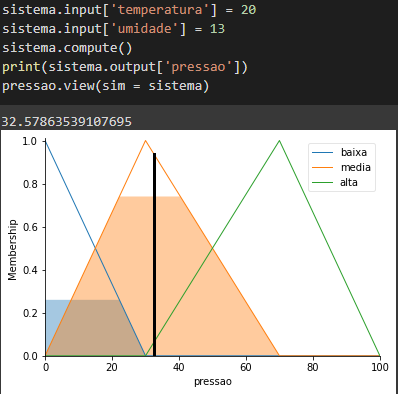 sistema.input['temperatura'] = 20
sistema.input['umidade'] = 13
sistema.compute()
print(sistema.output['pressao'])
pressao.view(sim = sistema)
32.57863539107695
baixa
media
alta
1.0
0.8
0.6
0.4
0.2
0.0
Membership
0 20 40 60 80 100
pressao